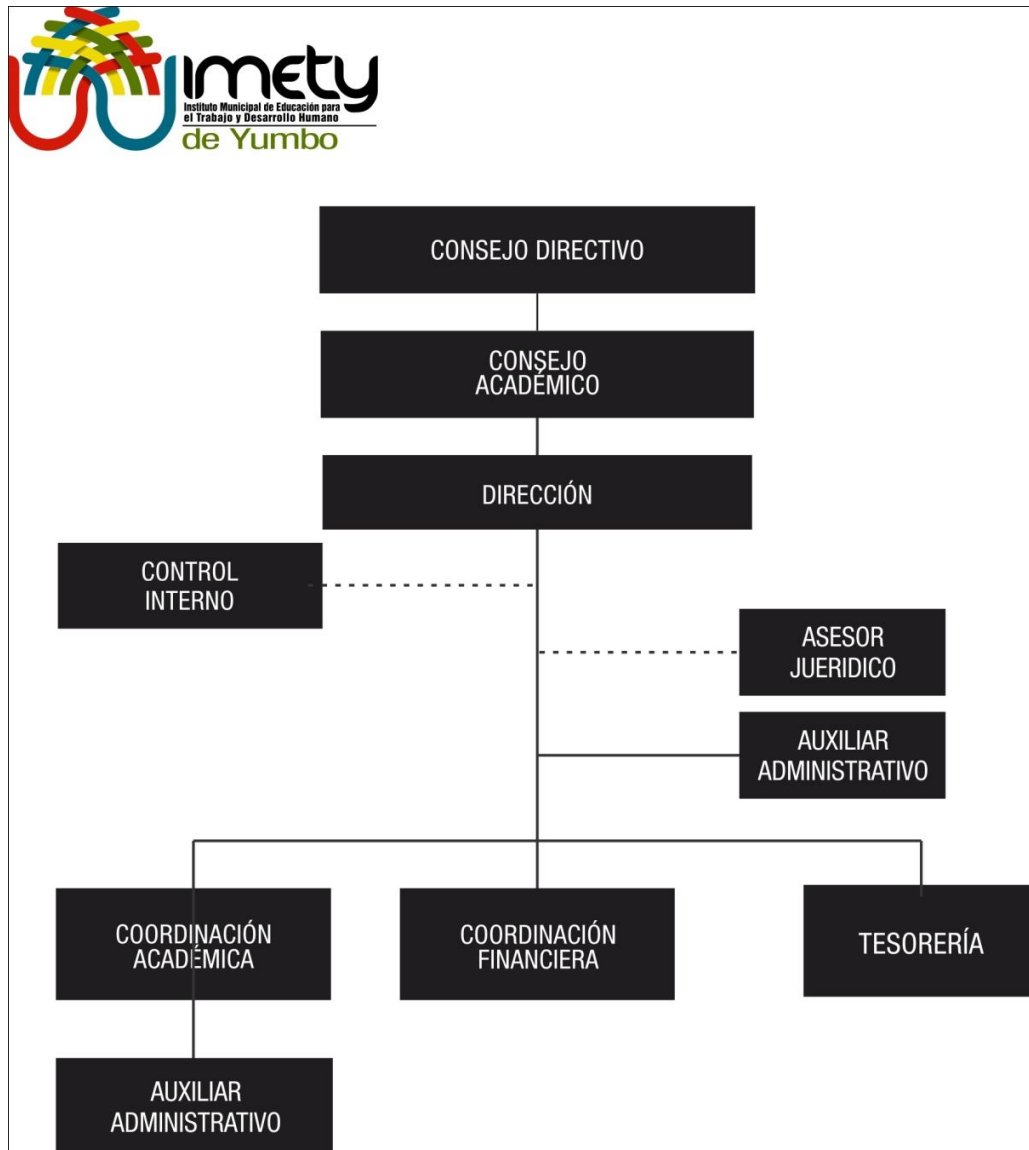 imety
Instituto Municipal de Educación para
el Trabajo y Desarrollo Humano
de Yumbo
CONSEJO DIRECTIVO
CONSEJO
ACADÉMICO
DIRECCIÓN
CONTROL
INTERNO
ASESOR
JUERIDICO
AUXILIAR
ADMINISTRATIVO
COORDINACIÓN
ACADÉMICA
COORDINACIÓN
FINANCIERA
TESORERÍA
AUXILIAR
ADMINISTRATIVO